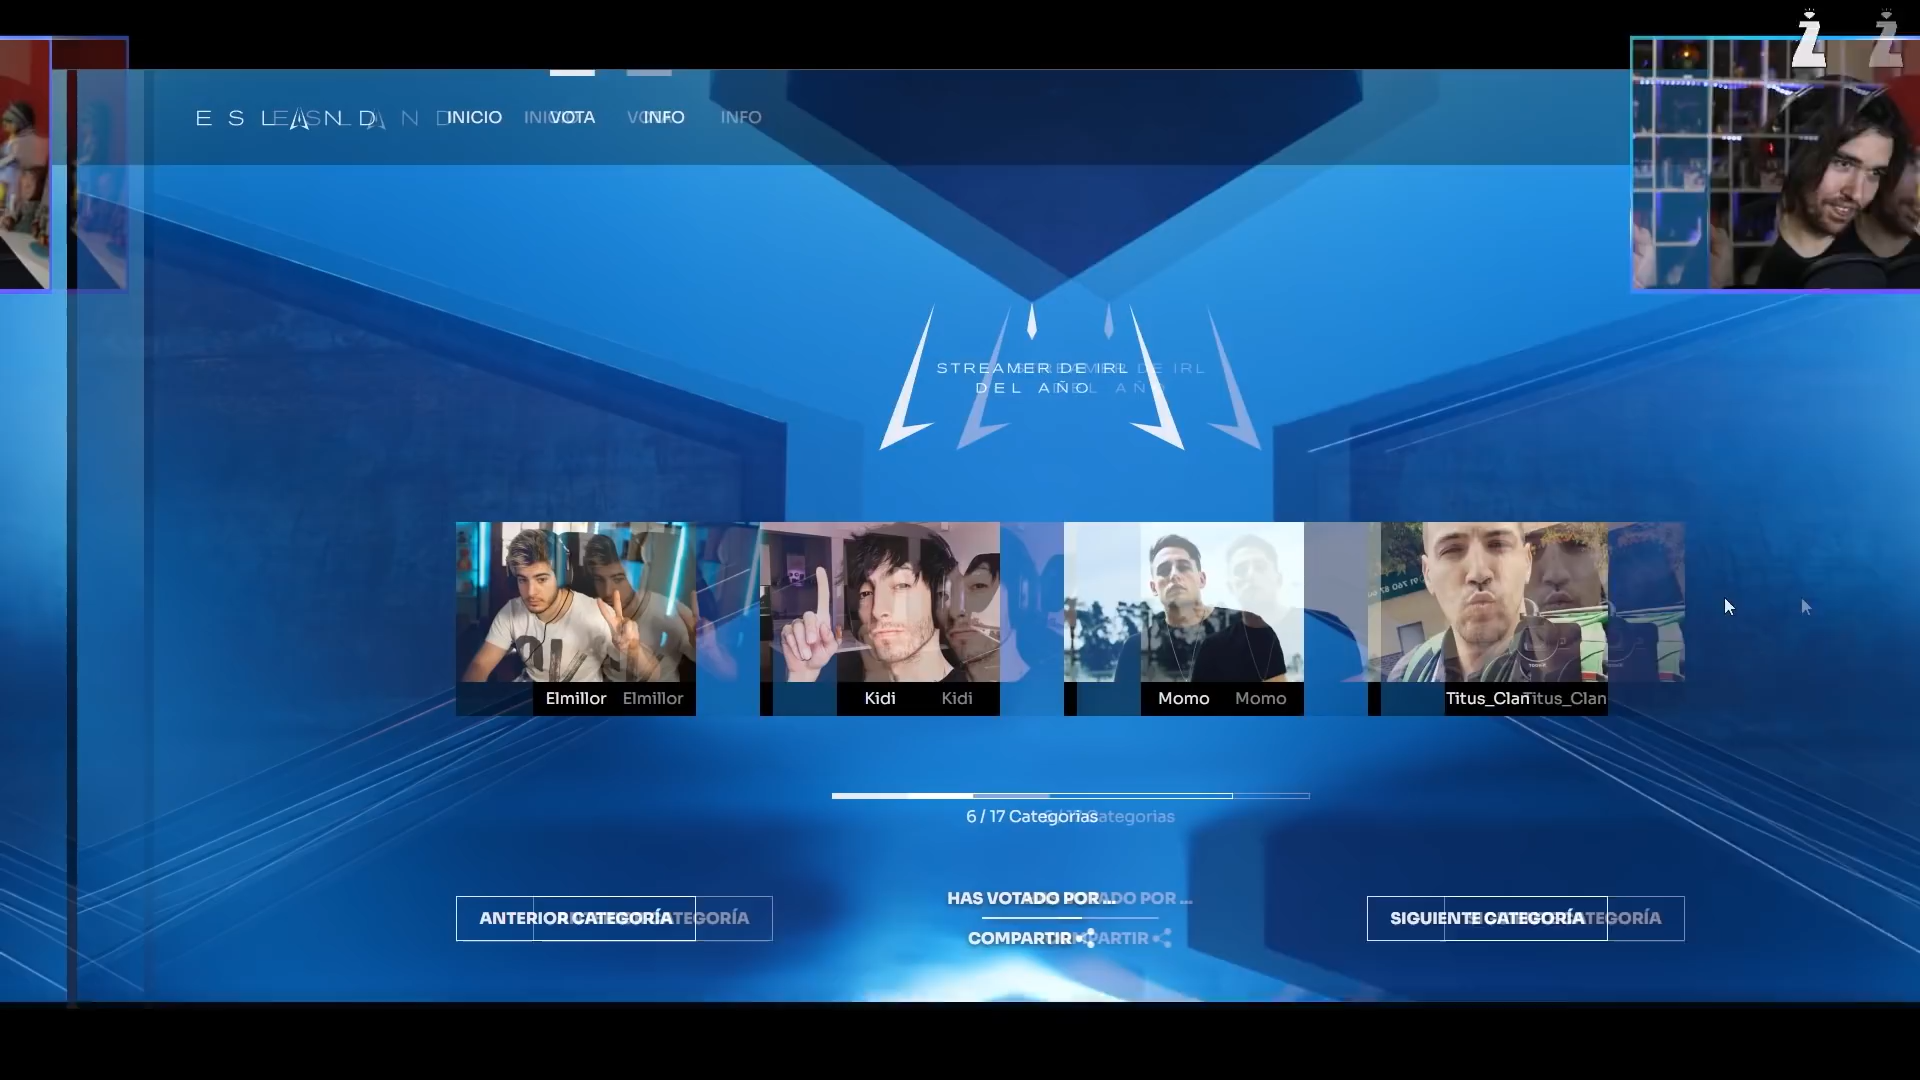 ESLAND INICIO VOTA INFO
STREAMER DE IRL
DEL AÑO
Elmillor Kidi Momo Titus_Clan
6 / 17 Categorias
HAS VOTADO POR ...
ANTERIOR CATEGORÍA SIGUIENTE CATEGORÍA
COMPARTIR